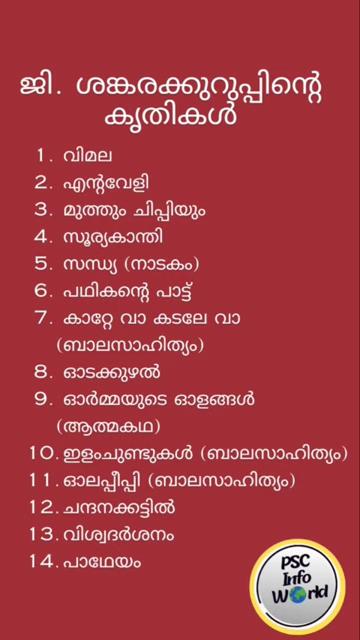 ജി. ശങ്കരക്കുറുപ്പിന്റെ
കൃതികൾ
1. വിമല
2. എന്റവേളി
3. മുത്തും ചിപ്പിയും
4. സൂര്യകാന്തി
5. സന്ധ്യ (നാടകം)
6. പഥികന്റെ പാട്ട്
7. കാറ്റേ വാ കടലേ വാ
(ബാലസാഹിത്യം)
8. ഓടക്കുഴൽ
9. ഓർമ്മയുടെ ഓളങ്ങൾ
(ആത്മകഥ)
10. ഇളംചുണ്ടുകൾ (ബാലസാഹിത്യം)
11. ഓലപ്പീപ്പി (ബാലസാഹിത്യം)
12. ചന്ദനക്കട്ടിൽ
13. വിശ്വദർശനം
14. പാഥേയം
PSC
Info
World